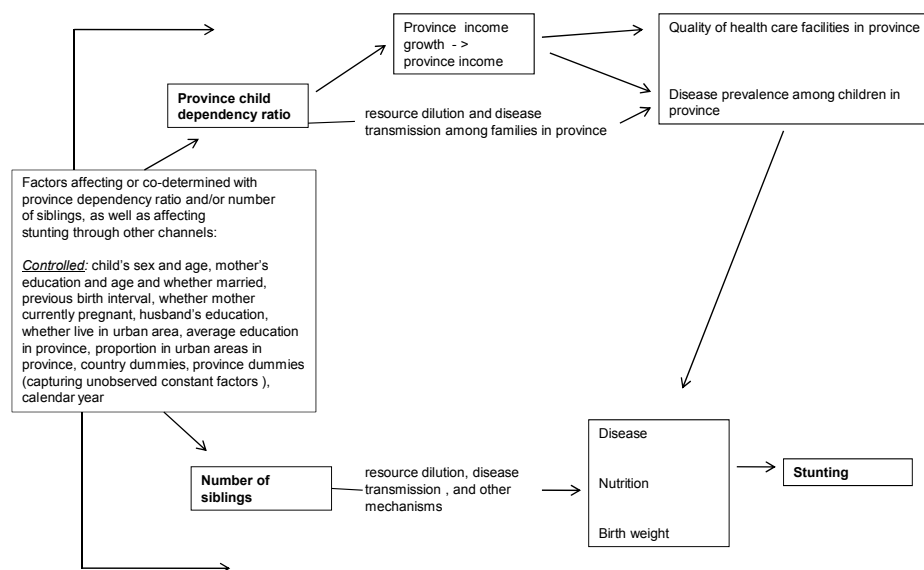 Province income
growth - >
province income
Quality of health care facilities in province
Disease prevalence among children in
province
Province child
dependency ratio
resource dilution and disease
transmission among families in province
Factors affecting or co-determined with
province dependency ratio and/or number
of siblings, as well as affecting
stunting through other channels:
Controlled: child's sex and age, mother's
education and age and whether married,
previous birth interval, whether mother
currently pregnant, husband's education,
whether live in urban area, average education
in province, proportion in urban areas in
province, country dummies, province dummies
(capturing unobserved constant factors ),
calendar year
Number of
siblings
resource dilution, disease
transmission , and other
mechanisms
Disease
Nutrition
Birth weight
Stunting